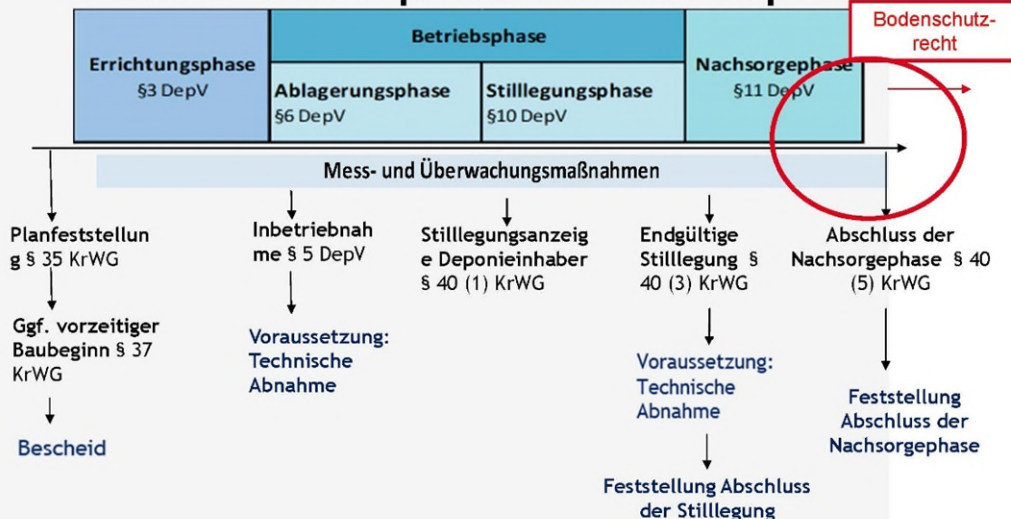 Bodenschutz-
recht
Betriebsphase
Errichtungsphase
§3 DepV
Ablagerungsphase
§6 DepV
Stilllegungsphase
§10 DepV
Nachsorgephase
§11 DepV
Mess- und Überwachungsmaßnahmen
Planfeststellun
g § 35 KrWG
Ggf. vorzeitiger
Baubeginn § 37
KrWG
Bescheid
Inbetriebnah
me § 5 DepV
Voraussetzung:
Technische
Abnahme
Stilllegungsanzeig
e Deponieinhaber
§ 40 (1) KrWG
Endgültige
Stilllegung §
40 (3) KrWG
Voraussetzung:
Technische
Abnahme
Feststellung Abschluss
der Stilllegung
Abschluss der
Nachsorgephase § 40
(5) KrWG
Feststellung
Abschluss der
Nachsorgephase